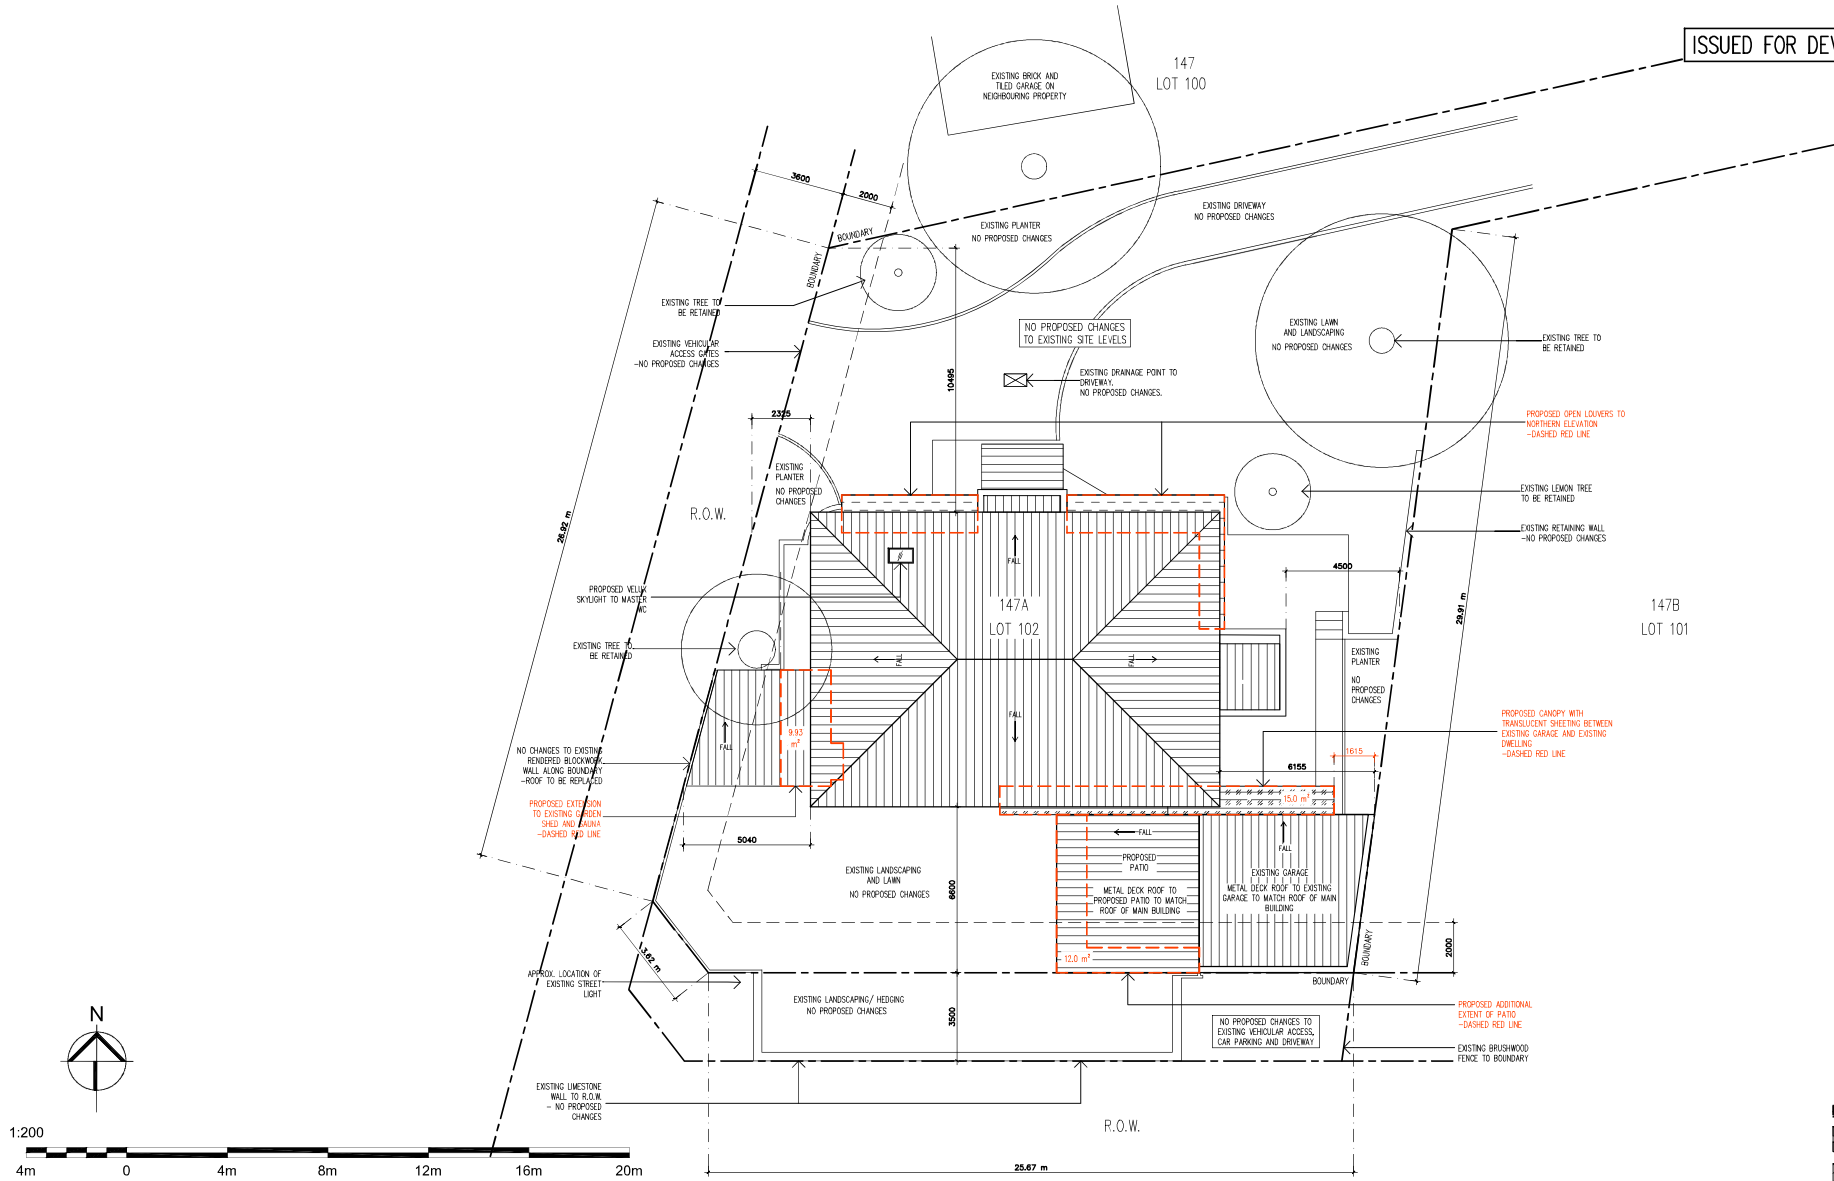 ISSUED FOR DEV
147
LOT 100
EXISTING BRICK AND
TILED GARAGE ON
NEIGHBOURING PROPERTY
3600
2000
EXISTING DRIVEWAY
NO PROPOSED CHANGES
EXISTING PLANTER
NO PROPOSED CHANGES
BOUNDARY
BOUNDARY
EXISTING TREE TO
BE RETAINED
EXISTING VEHICULAR
ACCESS GATES
-NO PROPOSED CHANGES
NO PROPOSED CHANGES
TO EXISTING SITE LEVELS
EXISTING LAWN
AND LANDSCAPING
NO PROPOSED CHANGES
EXISTING TREE TO
BE RETAINED
EXISTING DRAINAGE POINT TO
DRIVEWAY.
NO PROPOSED CHANGES.
10495
2325
PROPOSED OPEN LOUVERS TO
NORTHERN ELEVATION
-DASHED RED LINE
EXISTING
PLANTER
NO PROPOSED
CHANGES
EXISTING LEMON TREE
TO BE RETAINED
R.O.W.
26.92 m
EXISTING RETAINING WALL
-NO PROPOSED CHANGES
FALL
4500
PROPOSED VELUX
SKYLIGHT TO MASTER
WC
147A
LOT 102
29.91 m
147B
LOT 101
EXISTING TREE TO
BE RETAINED
FALL
FALL
EXISTING
PLANTER
NO
PROPOSED
CHANGES
FALL
9.93
m²
FALL
PROPOSED CANOPY WITH
TRANSLUCENT SHEETING BETWEEN
EXISTING GARAGE AND EXISTING
DWELLING
-DASHED RED LINE
NO CHANGES TO EXISTING
RENDERED BLOCKWORK
WALL ALONG BOUNDARY
-ROOF TO BE REPLACED
1615
6155
PROPOSED EXTENSION
TO EXISTING GARDEN
SHED AND SAUNA
-DASHED RED LINE
15.0 m²
5040
FALL
FALL
PROPOSED
PATIO
METAL DECK ROOF TO
PROPOSED PATIO TO MATCH
ROOF OF MAIN BUILDING
EXISTING GARAGE
METAL DECK ROOF TO EXISTING
GARAGE TO MATCH ROOF OF MAIN
BUILDING
EXISTING LANDSCAPING
AND LAWN
NO PROPOSED CHANGES
6600
3.62 m
12.0 m²
2000
BOUNDARY
BOUNDARY
APPROX. LOCATION OF
EXISTING STREET
LIGHT
EXISTING LANDSCAPING/ HEDGING
NO PROPOSED CHANGES
3500
NO PROPOSED CHANGES TO
EXISTING VEHICULAR ACCESS,
CAR PARKING AND DRIVEWAY
PROPOSED ADDITIONAL
EXTENT OF PATIO
-DASHED RED LINE
EXISTING BRUSHWOOD
FENCE TO BOUNDARY
N
EXISTING LIMESTONE
WALL TO R.O.W.
- NO PROPOSED
CHANGES
R.O.W.
25.67 m
1:200
4m 0 4m 8m 12m 16m 20m